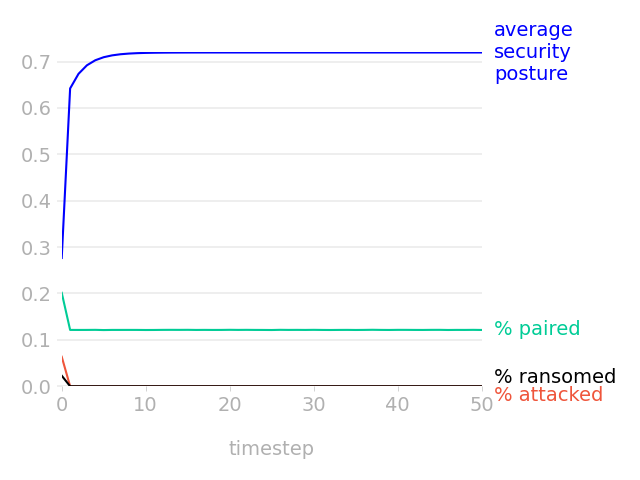 average
security
posture
0.7
0.6
0.5
0.4
0.3
0.2
0.1
0.0
% paired
% ransomed
% attacked
0 10 20 30 40 50
timestep